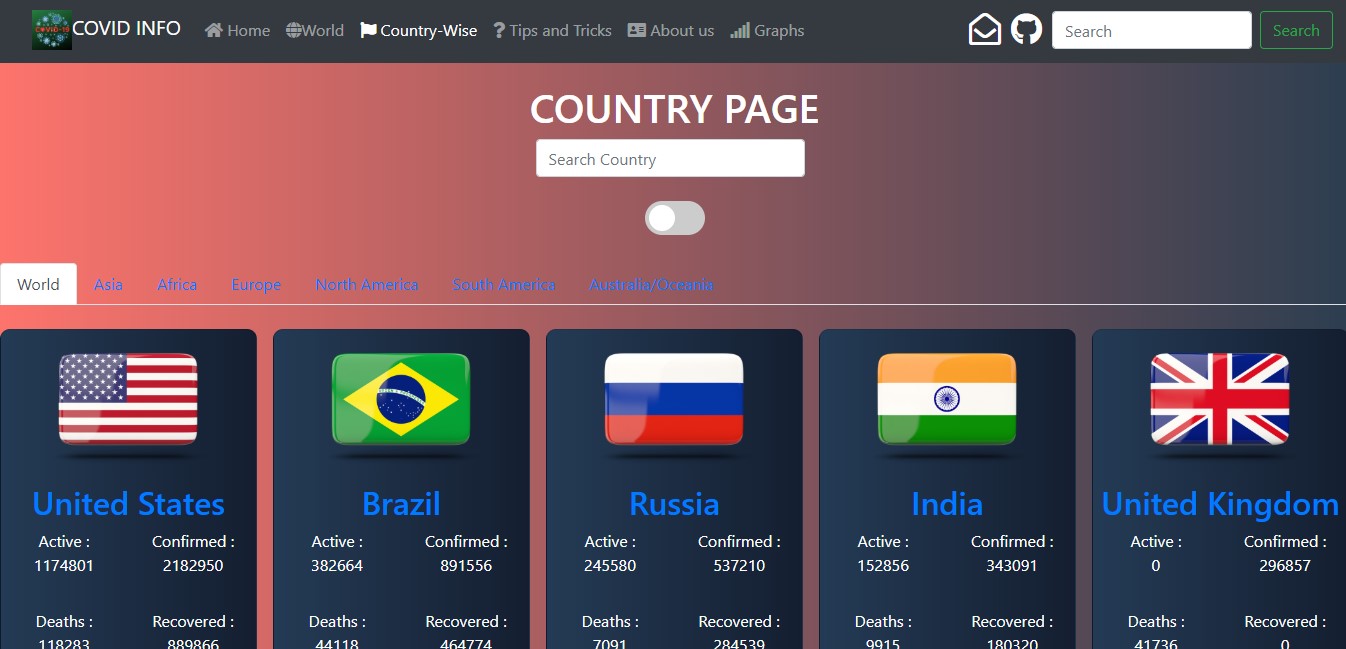 COVID-19 COVID INFO Home World Country-Wise Tips and Tricks About us Graphs Search Search
COUNTRY PAGE
Search Country
World Asia Africa Europe North America South America Australia/Oceania
United States Brazil Russia India United Kingdom
Active : Confirmed : Active : Confirmed : Active : Confirmed : Active : Confirmed : Active : Confirmed :
1174801 2182950 382664 891556 245580 537210 152856 343091 0 296857
Deaths : Recovered : Deaths : Recovered : Deaths : Recovered : Deaths : Recovered : Deaths : Recovered :
118283 889866 44118 464774 7091 284539 9915 180320 41736 0